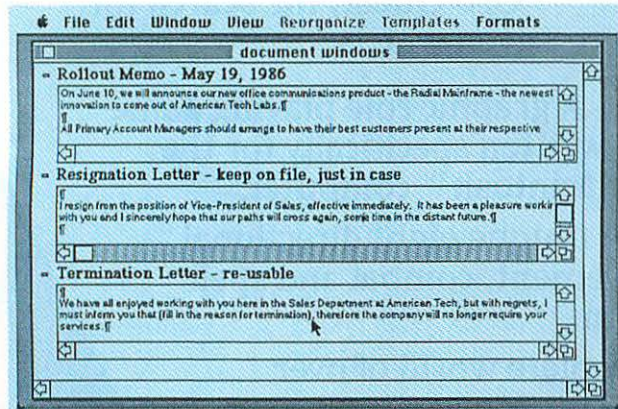 File Edit Window View Reorganize Templates Formats
document windows
Rollout Memo - May 19, 1986
On June 10, we will announce our new office communications product - the Radial Mainframe - the newest
innovation to come out of American Tech Labs.¶
¶
All Primary Account Managers should arrange to have their best customers present at their respective
Resignation Letter - keep on file, just in case
¶
I resign from the position of Vice-President of Sales, effective immediately. It has been a pleasure workin
with you and I sincerely hope that our paths will cross again, some time in the distant future.¶
¶
Termination Letter - re-usable
¶
We have all enjoyed working with you here in the Sales Department at American Tech, but with regrets, I
must inform you that (fill in the reason for termination), therefore the company will no longer require your
services.¶